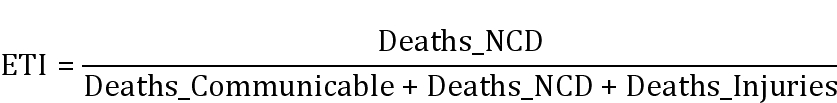 ETI = Deaths_NCD
Deaths_Communicable + Deaths_NCD + Deaths_Injuries